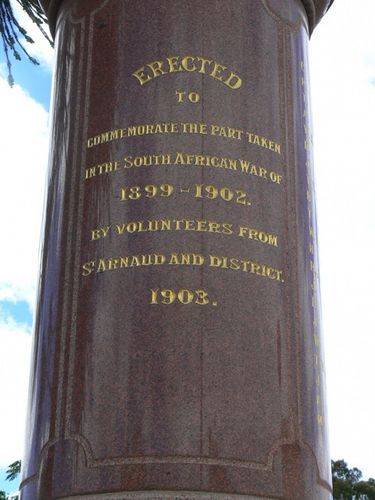 ERECTED
TO
COMMEMORATE THE PART TAKEN
IN THE SOUTH AFRICAN WAR OF
1899-1902.
BY VOLUNTEERS FROM
ST ARNAUD AND DISTRICT.
1903.